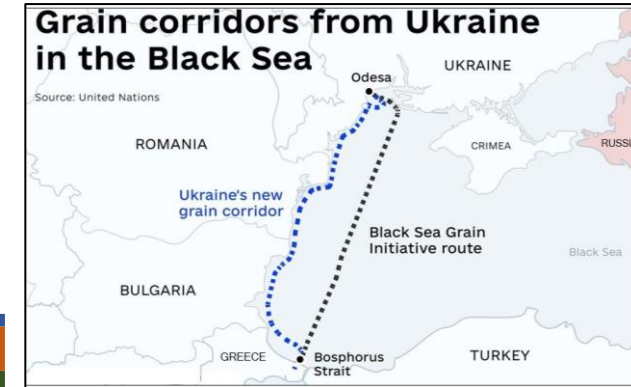 Grain corridors from Ukraine
in the Black Sea
Source: United Nations
Odesa
UKRAINE
ROMANIA
CRIMEA
RUSSI
Ukraine's new
grain corridor
Black Sea Grain
Initiative route
Black Sea
BULGARIA
GREECE
Bosphorus
Strait
TURKEY